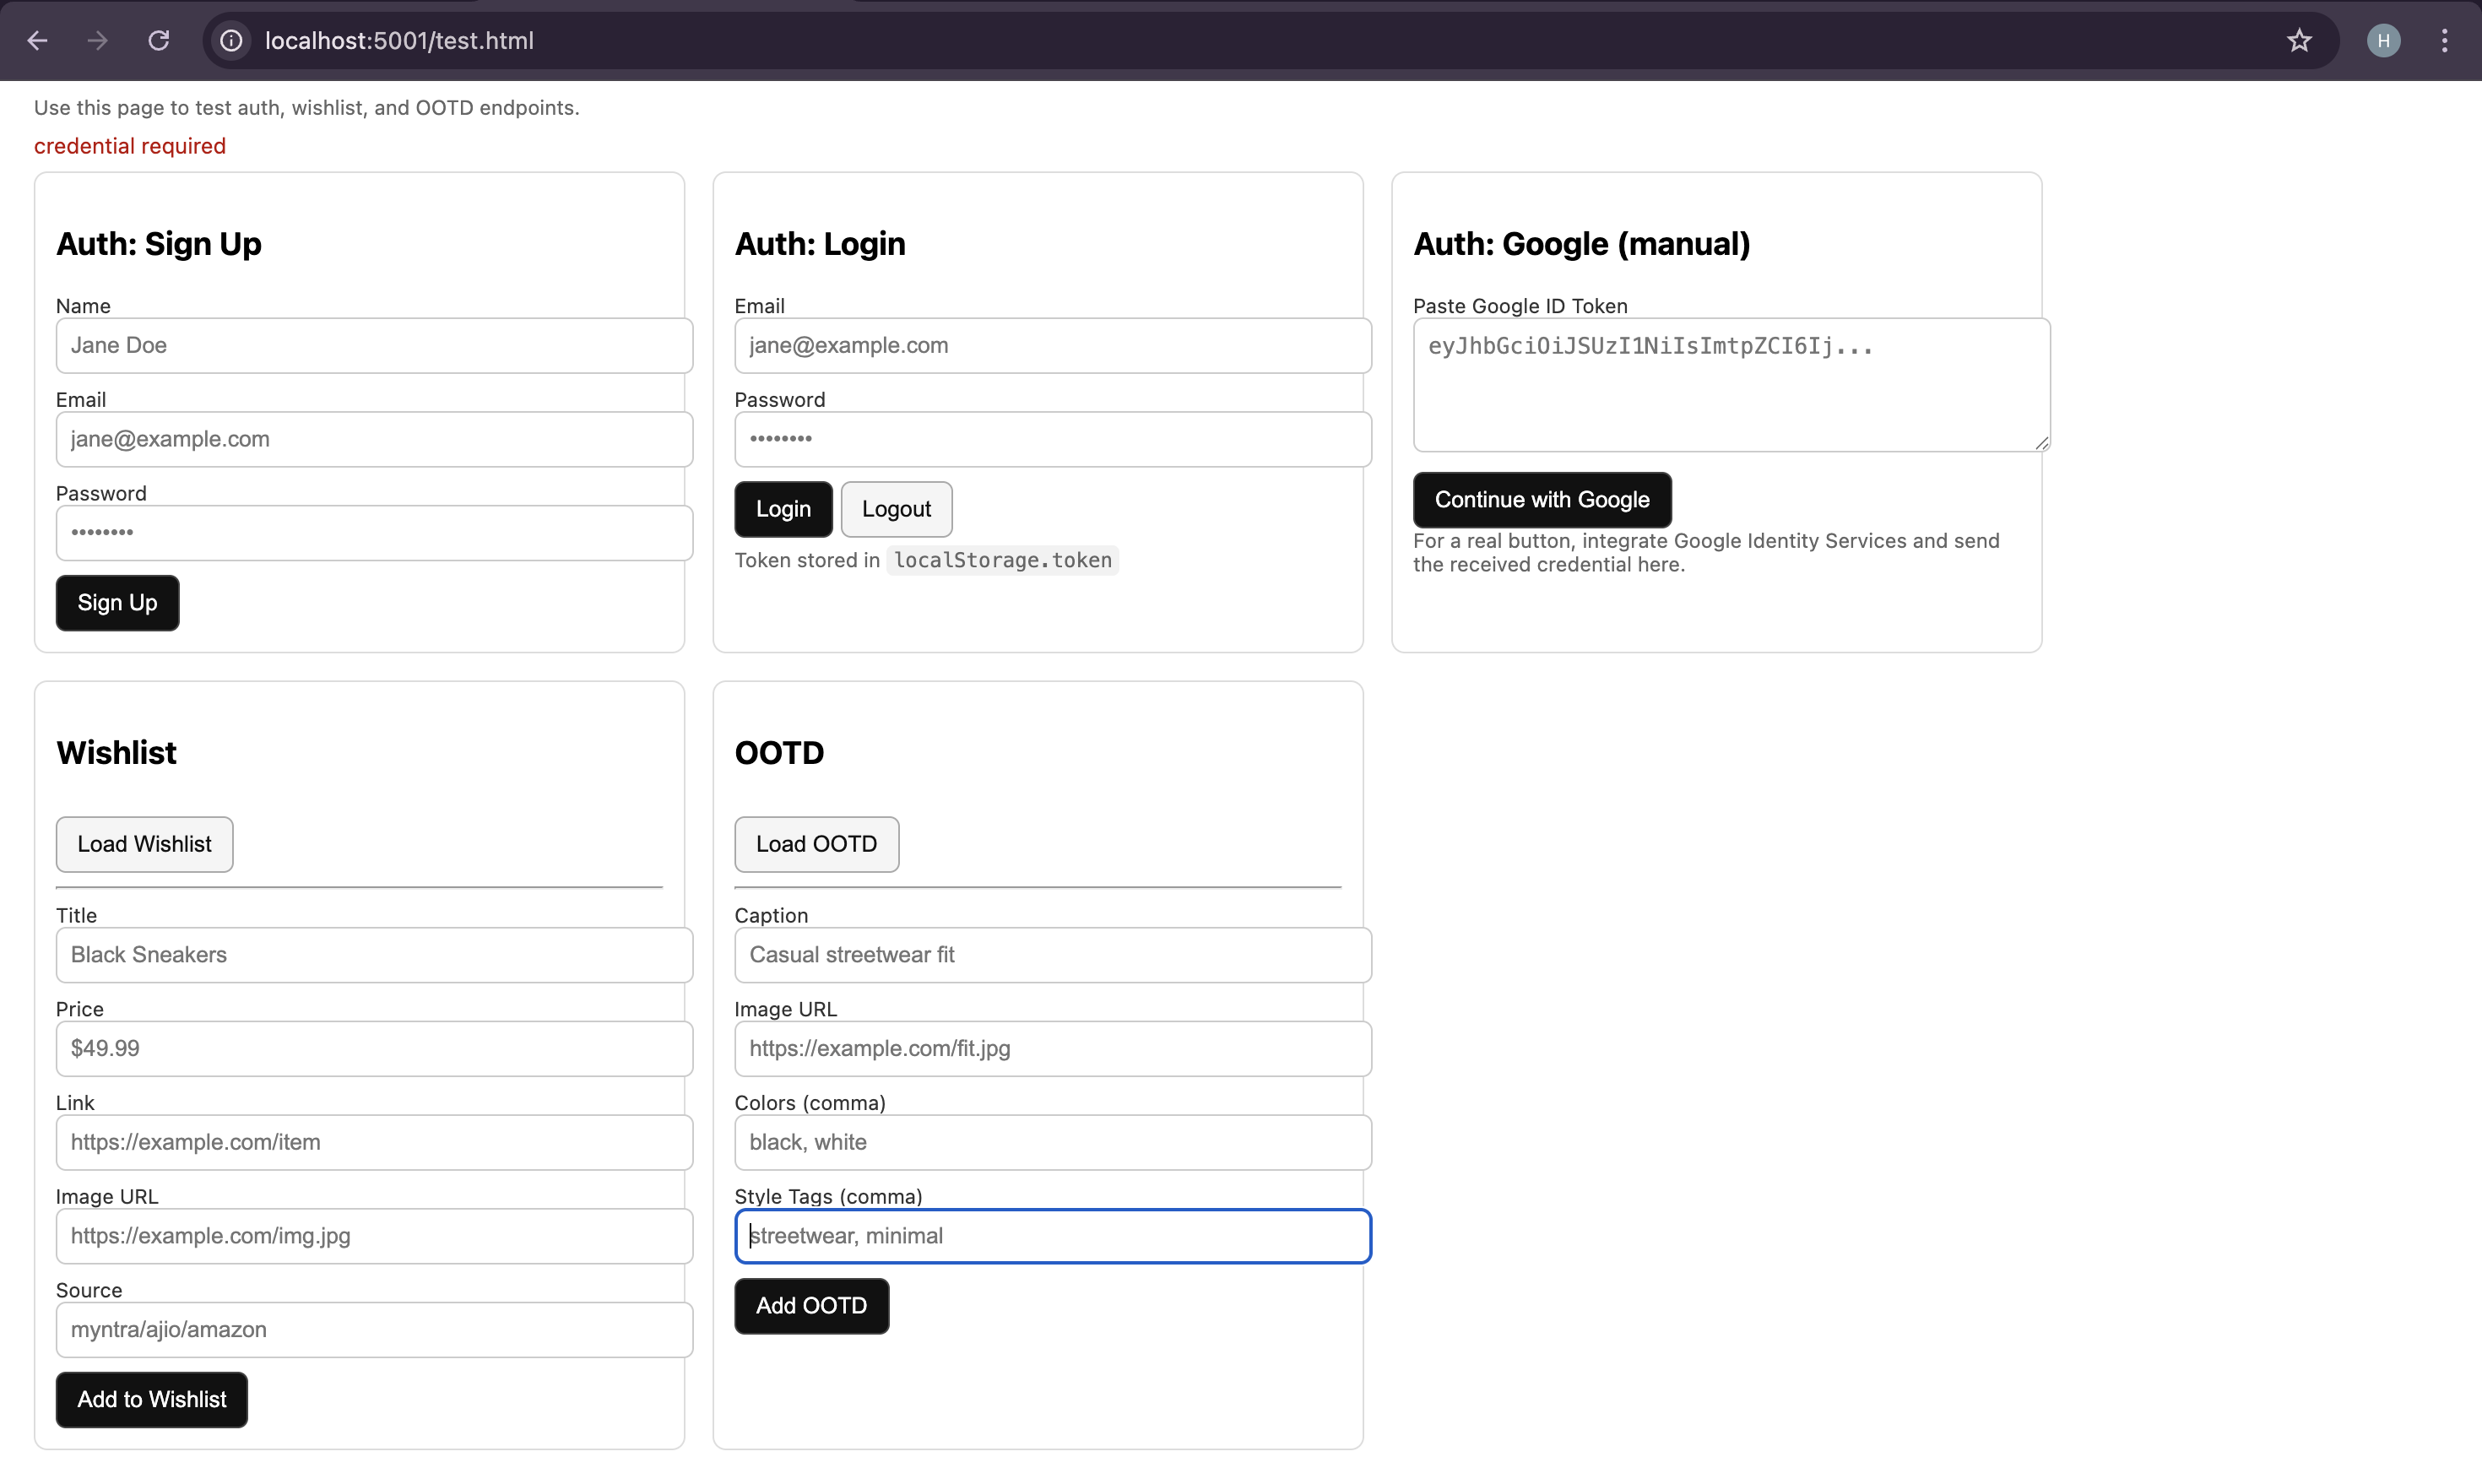 localhost:5001/test.html
H
Use this page to test auth, wishlist, and OOTD endpoints.
credential required
Auth: Sign Up
Name
Jane Doe
Email
jane@example.com
Password
••••••••
Sign Up
Auth: Login
Email
jane@example.com
Password
••••••••
Login Logout
Token stored in localStorage.token
Auth: Google (manual)
Paste Google ID Token
eyJhbGciOiJSUzI1NiIsImtpZCI6Ij...
Continue with Google
For a real button, integrate Google Identity Services and send
the received credential here.
Wishlist
Load Wishlist
Title
Black Sneakers
Price
$49.99
Link
https://example.com/item
Image URL
https://example.com/img.jpg
Source
myntra/ajio/amazon
Add to Wishlist
OOTD
Load OOTD
Caption
Casual streetwear fit
Image URL
https://example.com/fit.jpg
Colors (comma)
black, white
Style Tags (comma)
streetwear, minimal
Add OOTD